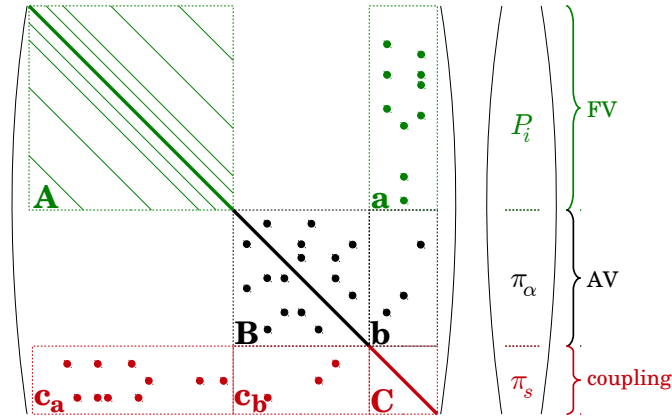 FV
P_i
A a
π_α AV
B b
c_a c_b C π_s coupling